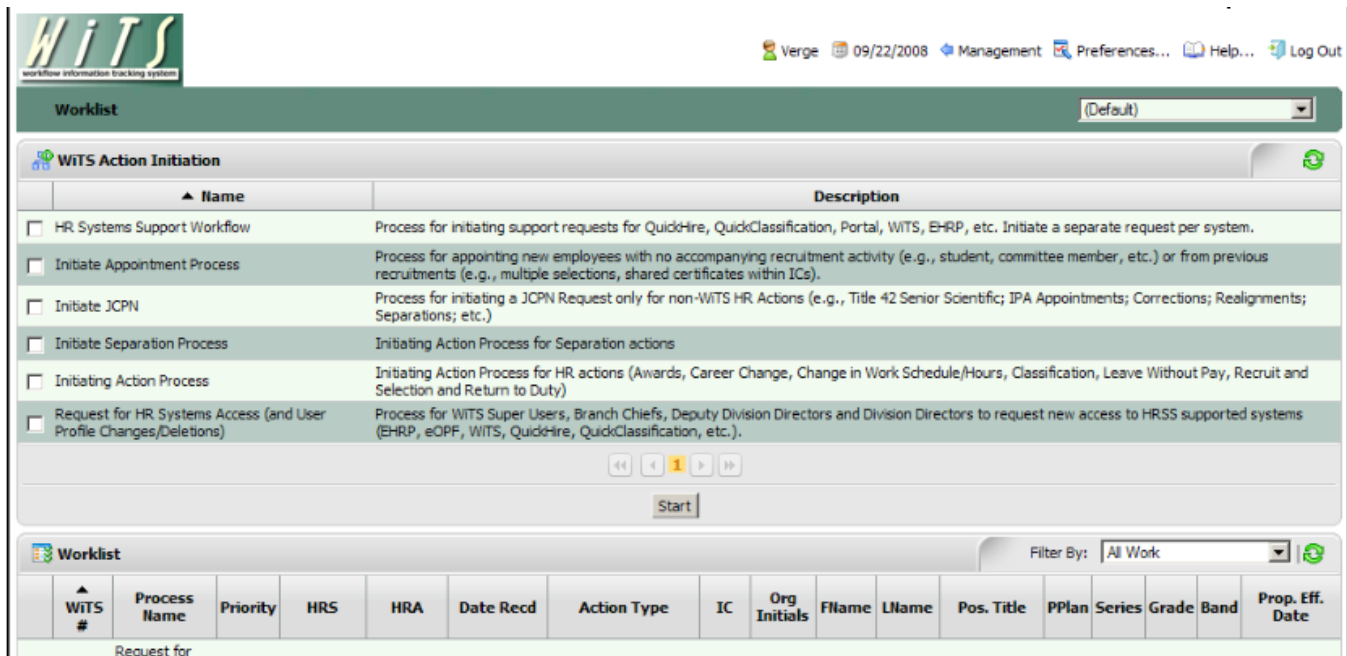 WiTS
workflow information tracking system
Verge 09/22/2008 Management Preferences... Help... Log Out
Worklist (Default)
WiTS Action Initiation
Name Description
HR Systems Support Workflow Process for initiating support requests for QuickHire, QuickClassification, Portal, WiTS, EHRP, etc. Initiate a separate request per system.
Initiate Appointment Process Process for appointing new employees with no accompanying recruitment activity (e.g., student, committee member, etc.) or from previous
recruitments (e.g., multiple selections, shared certificates within ICs).
Initiate JCPN Process for initiating a JCPN Request only for non-WiTS HR Actions (e.g., Title 42 Senior Scientific; IPA Appointments; Corrections; Realignments;
Separations; etc.)
Initiate Separation Process Initiating Action Process for Separation actions
Initiating Action Process Initiating Action Process for HR actions (Awards, Career Change, Change in Work Schedule/Hours, Classification, Leave Without Pay, Recruit and
Selection and Return to Duty)
Request for HR Systems Access (and User Process for WiTS Super Users, Branch Chiefs, Deputy Division Directors and Division Directors to request new access to HRSS supported systems
Profile Changes/Deletions) (EHRP, eOPF, WiTS, QuickHire, QuickClassification, etc.).
1
Start
Worklist Filter By: All Work
WiTS # Process Name Priority HRS HRA Date Recd Action Type IC Org Initials FName LName Pos. Title PPlan Series Grade Band Prop. Eff. Date
Request for